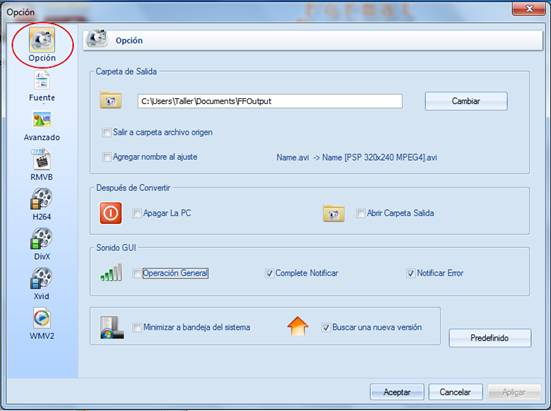 Opción
Opción
Fuente
Avanzado
RMVB
H264
DivX
Xvid
WMV2
Opción
Carpeta de Salida
C:\Users\Taller\Documents\FFOutput
Cambiar
Salir a carpeta archivo origen
Agregar nombre al ajuste
Name.avi -> Name [PSP 320x240 MPEG4].avi
Después de Convertir
Apagar La PC
Abrir Carpeta Salida
Sonido GUI
Operación General
Complete Notificar
Notificar Error
Minimizar a bandeja del sistema
Buscar una nueva versión
Predefinido
Aceptar
Cancelar
Aplicar